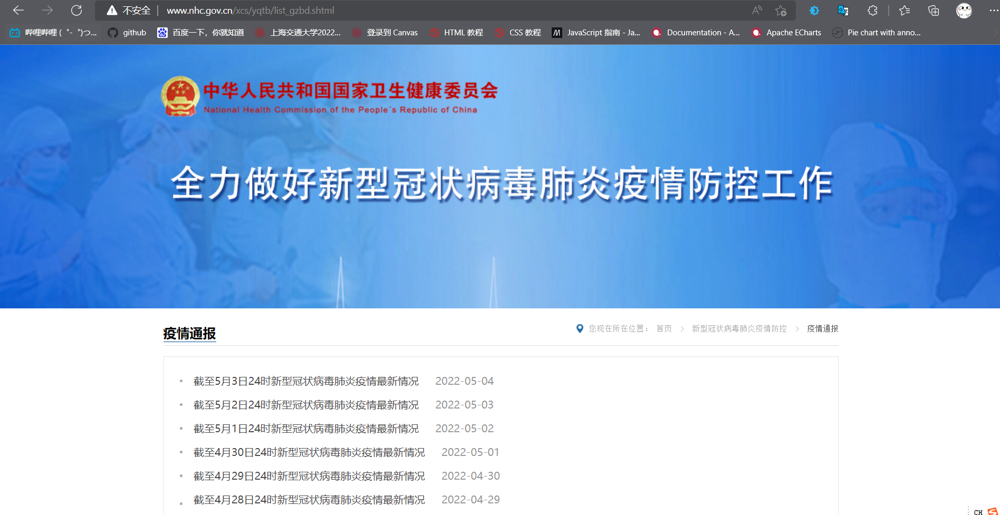 不安全 www.nhc.gov.cn/xcs/yqtb/list_gzbd.shtml
哔哩哔哩 (゜-゜)つ... github 百度一下，你就知道 上海交通大学2022... 登录到 Canvas HTML 教程 CSS 教程 JavaScript 指南 - Ja... Documentation - A... Apache ECharts Pie chart with anno...
中华人民共和国国家卫生健康委员会
National Health Commission of the People's Republic of China
全力做好新型冠状病毒肺炎疫情防控工作
疫情通报
您现在所在位置： 首页 > 新型冠状病毒肺炎疫情防控 > 疫情通报
截至5月3日24时新型冠状病毒肺炎疫情最新情况 2022-05-04
截至5月2日24时新型冠状病毒肺炎疫情最新情况 2022-05-03
截至5月1日24时新型冠状病毒肺炎疫情最新情况 2022-05-02
截至4月30日24时新型冠状病毒肺炎疫情最新情况 2022-05-01
截至4月29日24时新型冠状病毒肺炎疫情最新情况 2022-04-30
截至4月28日24时新型冠状病毒肺炎疫情最新情况 2022-04-29
CH